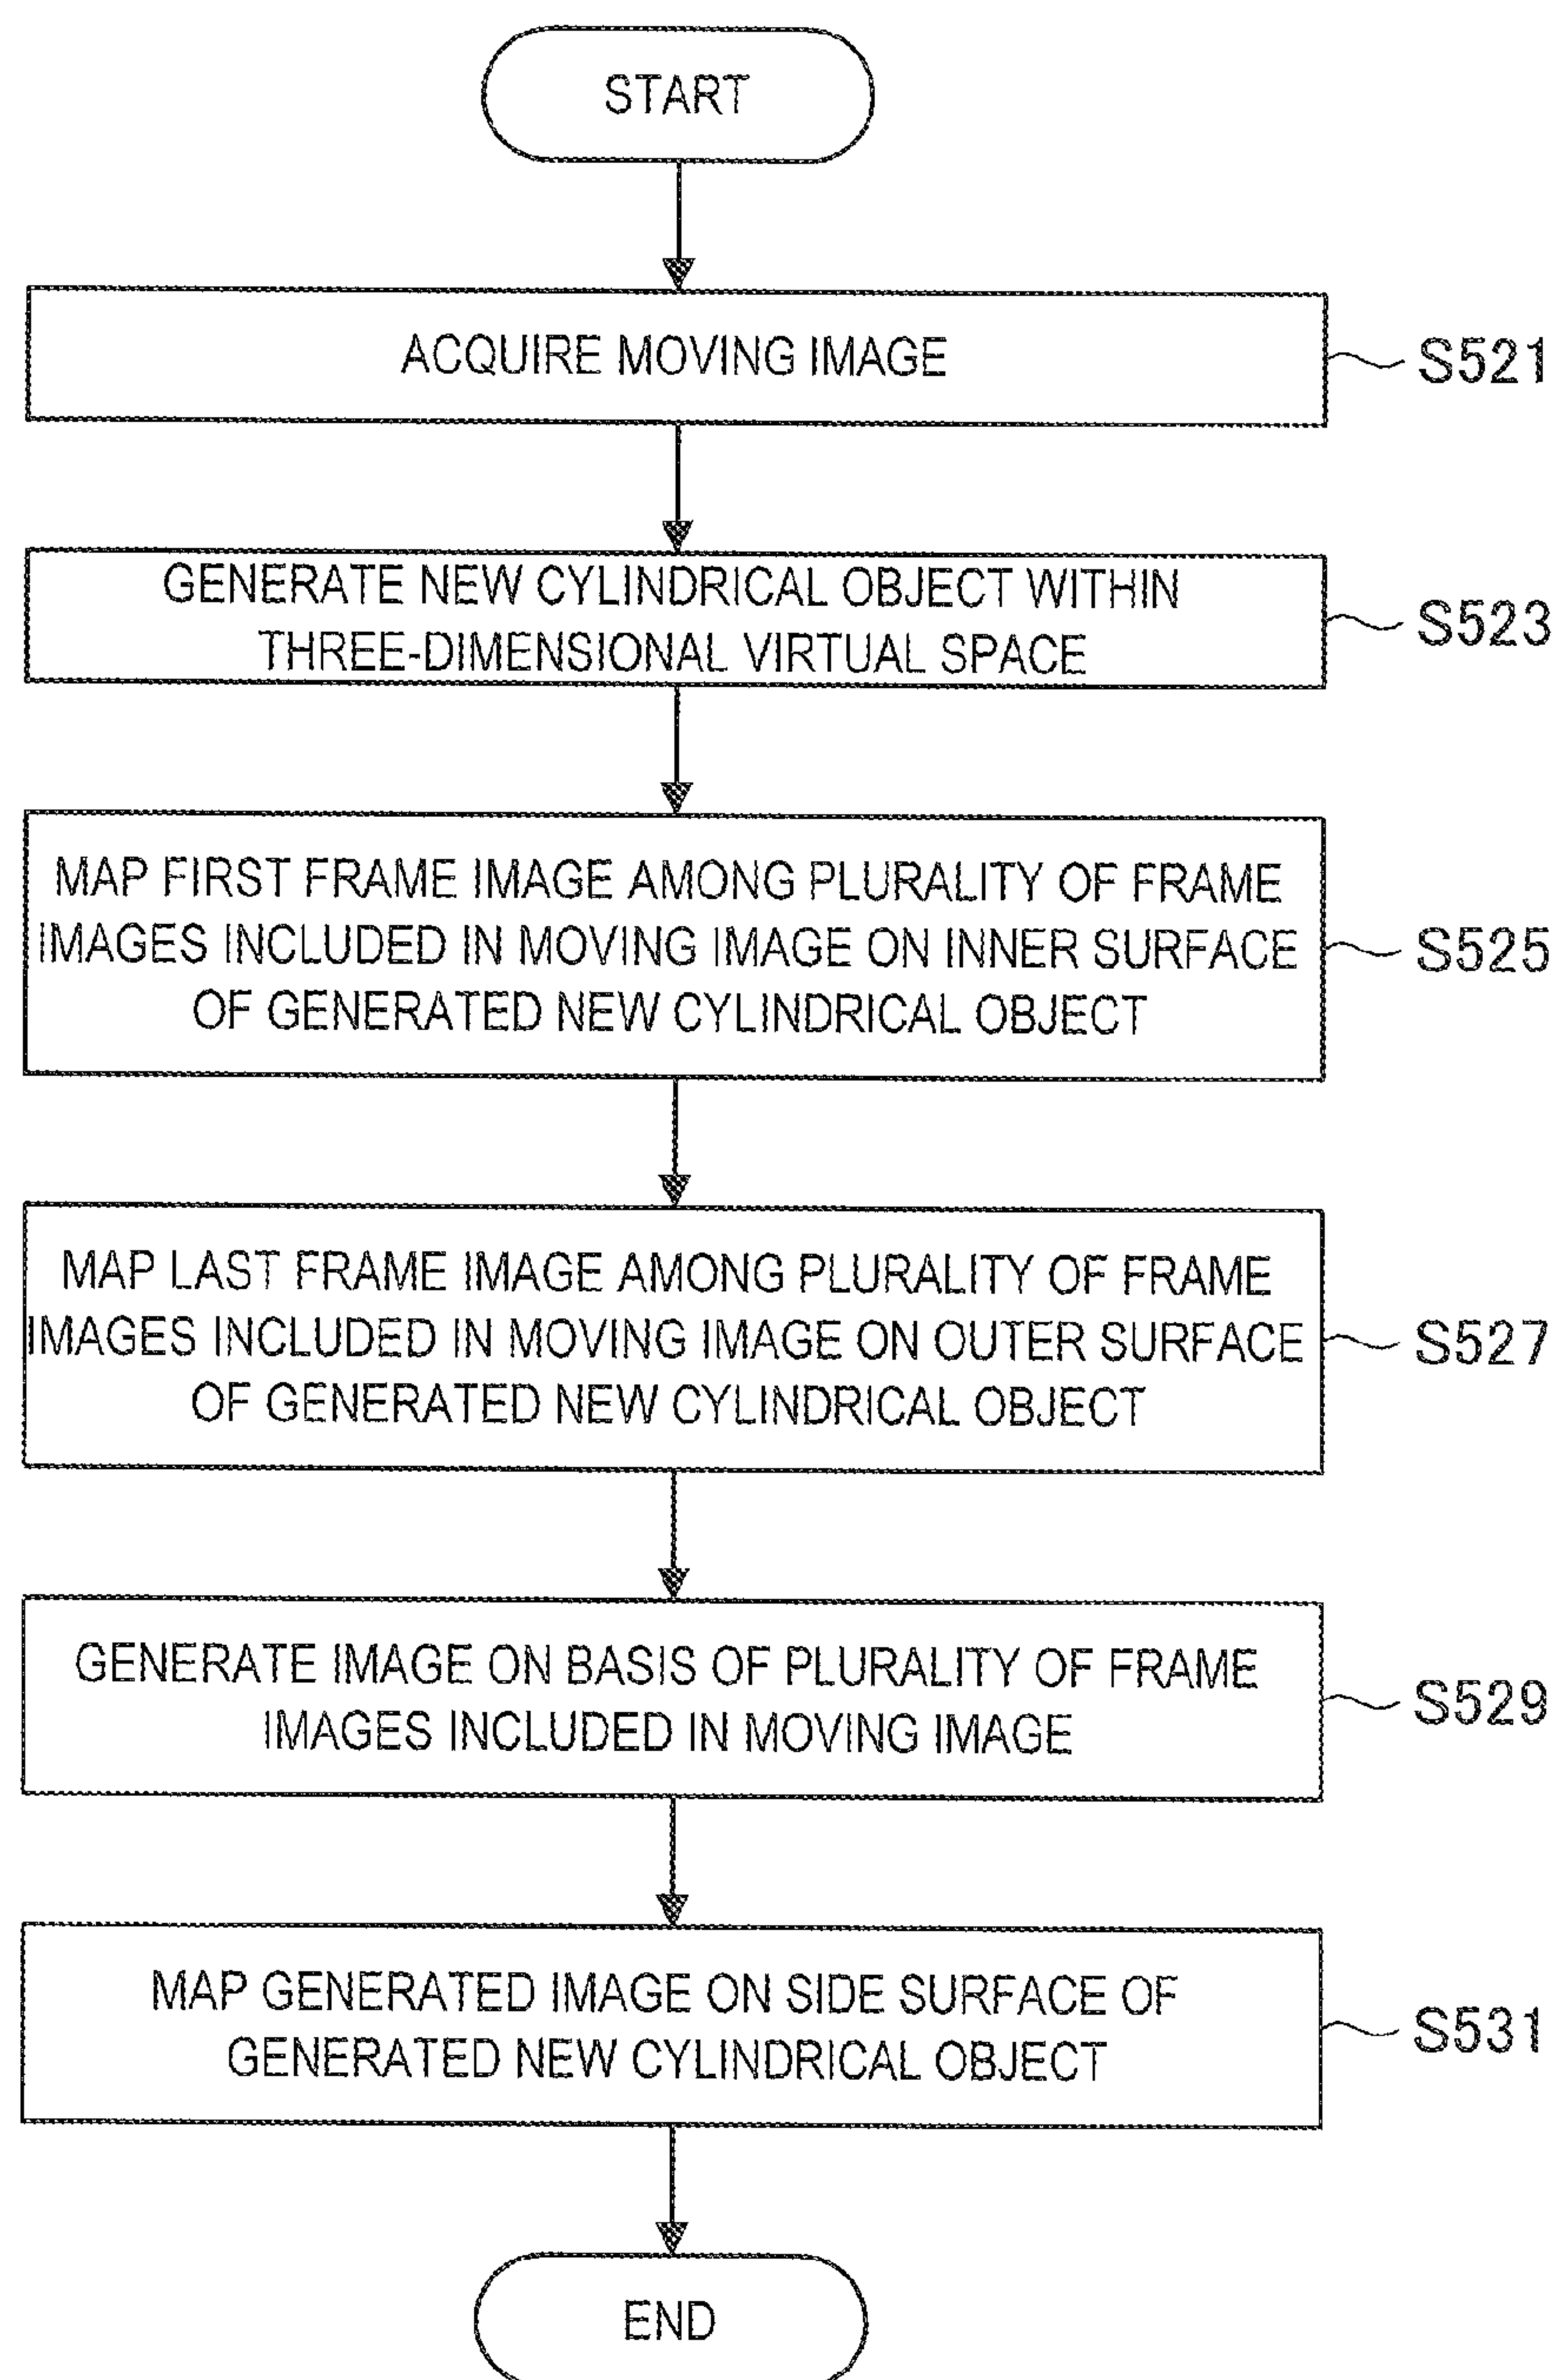 START
ACQUIRE MOVING IMAGE
S521
GENERATE NEW CYLINDRICAL OBJECT WITHIN
THREE-DIMENSIONAL VIRTUAL SPACE
S523
MAP FIRST FRAME IMAGE AMONG PLURALITY OF FRAME
IMAGES INCLUDED IN MOVING IMAGE ON INNER SURFACE
OF GENERATED NEW CYLINDRICAL OBJECT
S525
MAP LAST FRAME IMAGE AMONG PLURALITY OF FRAME
IMAGES INCLUDED IN MOVING IMAGE ON OUTER SURFACE
OF GENERATED NEW CYLINDRICAL OBJECT
S527
GENERATE IMAGE ON BASIS OF PLURALITY OF FRAME
IMAGES INCLUDED IN MOVING IMAGE
S529
MAP GENERATED IMAGE ON SIDE SURFACE OF
GENERATED NEW CYLINDRICAL OBJECT
S531
END